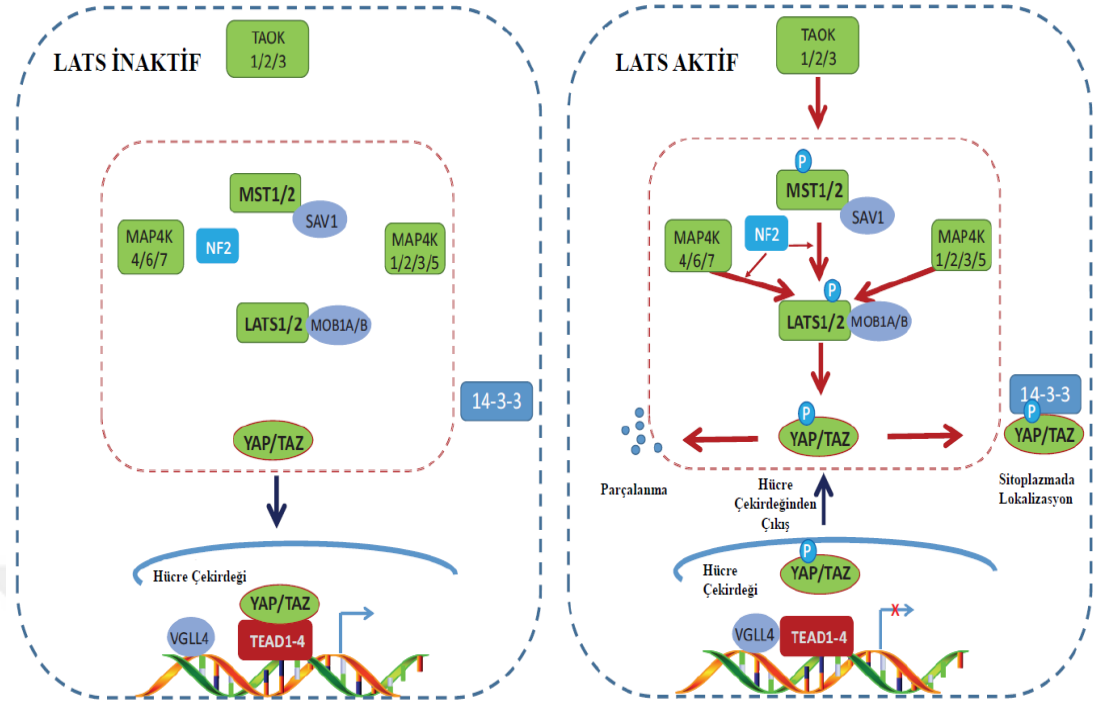 LATS İNAKTİF
TAOK
1/2/3
MST1/2
SAV1
MAP4K
4/6/7
NF2
MAP4K
1/2/3/5
LATS1/2
MOB1A/B
14-3-3
YAP/TAZ
Hücre Çekirdeği
YAP/TAZ
VGLL4
TEAD1-4
LATS AKTİF
TAOK
1/2/3
P
MST1/2
SAV1
MAP4K
4/6/7
NF2
MAP4K
1/2/3/5
P
LATS1/2
MOB1A/B
14-3-3
P
YAP/TAZ
P
YAP/TAZ
Parçalanma
Hücre
Çekirdeğinden
Çıkış
Sitoplazmada
Lokalizasyon
P
YAP/TAZ
Hücre
Çekirdeği
VGLL4
TEAD1-4
X